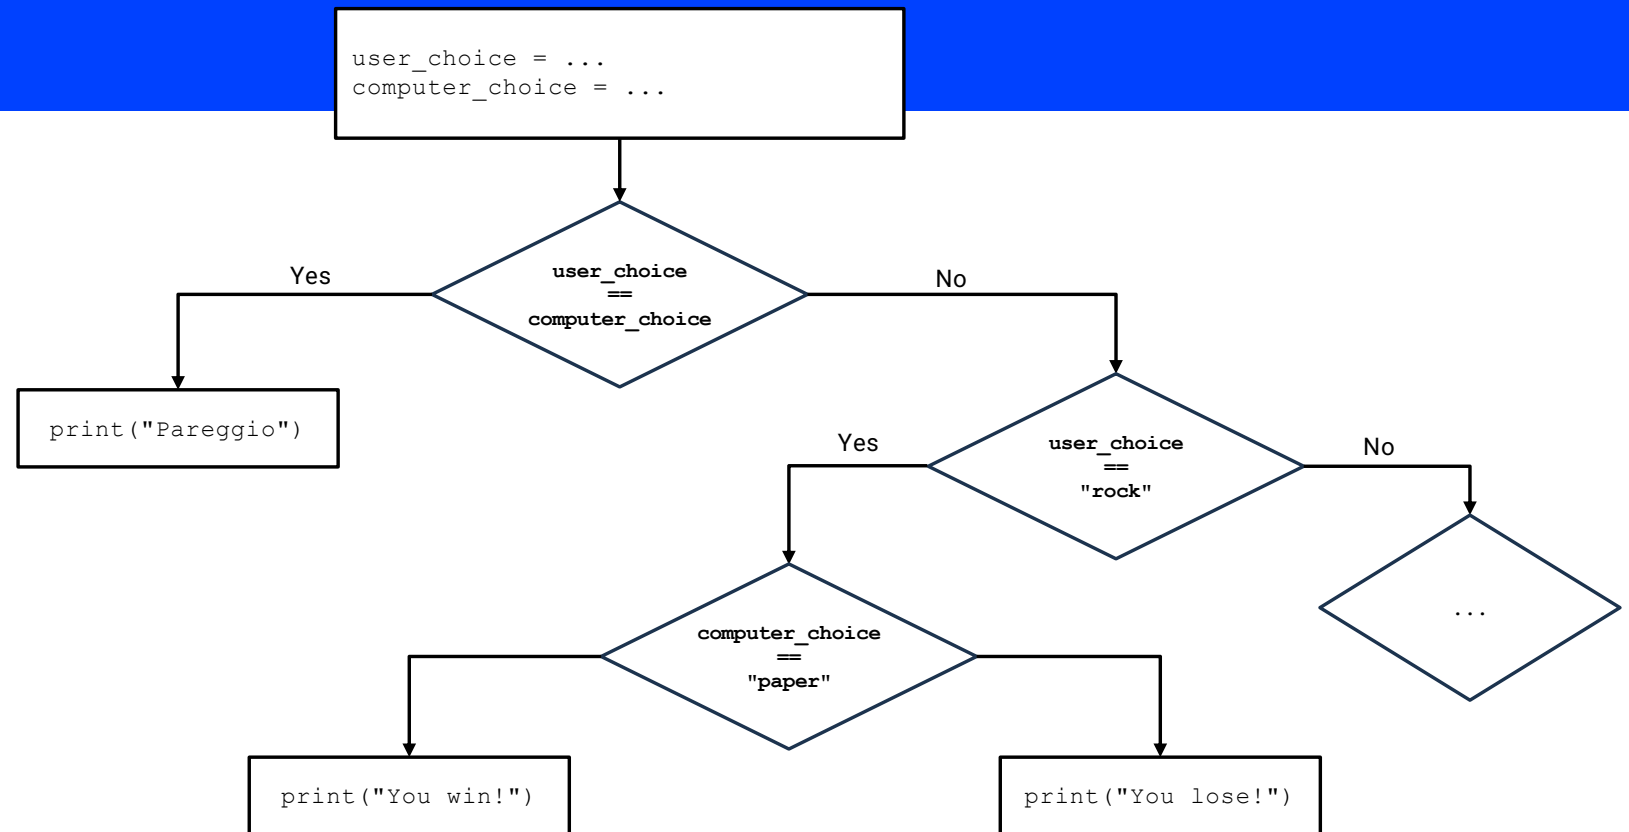 user_choice = ...
computer_choice = ...
Yes
user_choice
==
computer_choice
No
print("Pareggio")
Yes
user_choice
==
"rock"
No
computer_choice
==
"paper"
...
print("You win!")
print("You lose!")